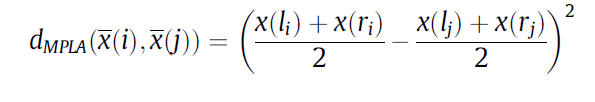 d_{MPLA}(\overline{x}(i), \overline{x}(j)) = \left( \frac{x(l_i) + x(r_i)}{2} - \frac{x(l_j) + x(r_j)}{2} \right)^2